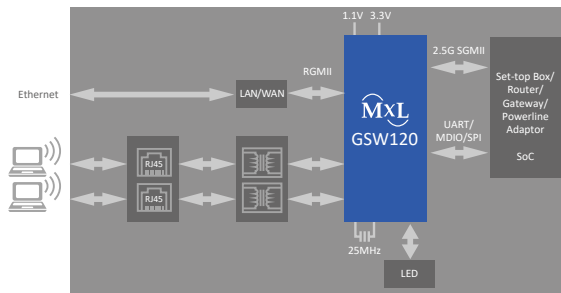 1.1V 3.3V
RGMII
2.5G SGMII
Ethernet
LAN/WAN
MxL
GSW120
Set-top Box/
Router/
Gateway/
Powerline
Adaptor
SoC
UART/
MDIO/SPI
RJ45
RJ45
25MHz
LED